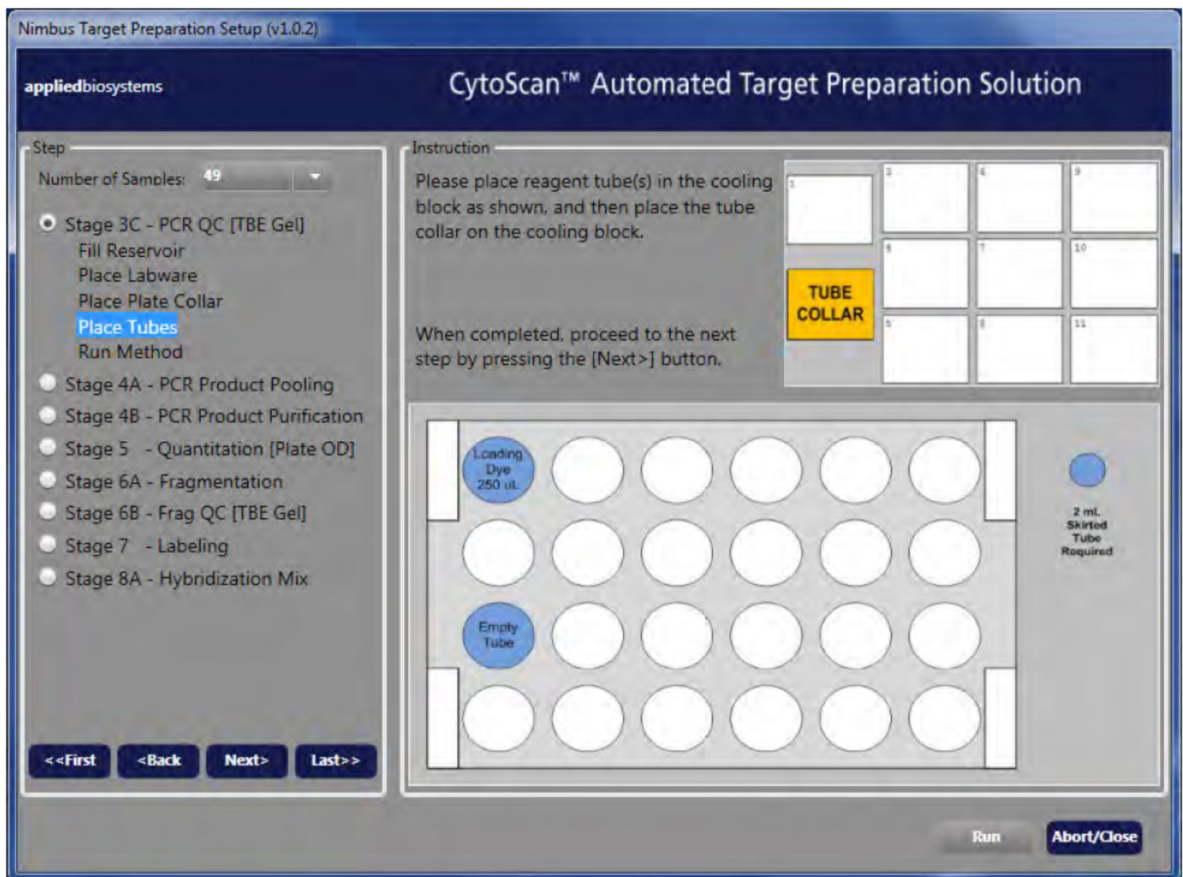 Nimbus Target Preparation Setup (v1.0.2)
appliedbiosystems
CytoScan™ Automated Target Preparation Solution
Step
Number of Samples: 49
Stage 3C - PCR QC [TBE Gel]
Fill Reservoir
Place Labware
Place Plate Collar
Place Tubes
Run Method
Stage 4A - PCR Product Pooling
Stage 4B - PCR Product Purification
Stage 5 - Quantitation [Plate OD]
Stage 6A - Fragmentation
Stage 6B - Frag QC [TBE Gel]
Stage 7 - Labeling
Stage 8A - Hybridization Mix
<<First
<Back
Next>
Last>>
Instruction
Please place reagent tube(s) in the cooling
block as shown, and then place the tube
collar on the cooling block.
When completed, proceed to the next
step by pressing the [Next>] button.
1
9
7
10
TUBE
COLLAR
5
8
11
Loading
Dye
250 uL
Empty
Tube
2 mL
Skirted
Tube
Required
Run
Abort/Close